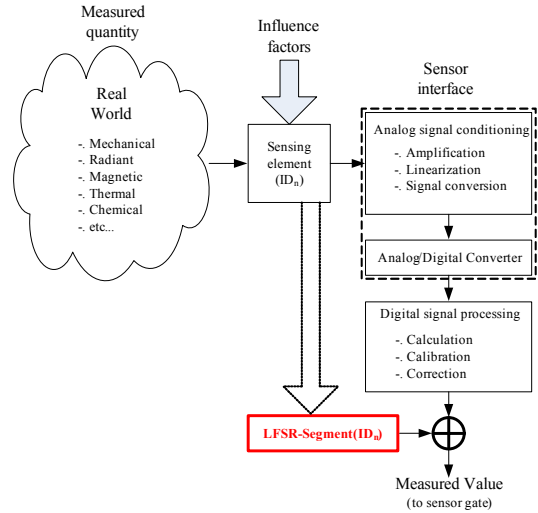 Measured
quantity
Influence
factors
Real
World
-. Mechanical
-. Radiant
-. Magnetic
-. Thermal
-. Chemical
-. etc...
Sensing
element
(IDn)
Sensor
interface
Analog signal conditioning
-. Amplification
-. Linearization
-. Signal conversion
Analog/Digital Converter
Digital signal processing
-. Calculation
-. Calibration
-. Correction
LFSR-Segment(IDn)
Measured Value
(to sensor gate)